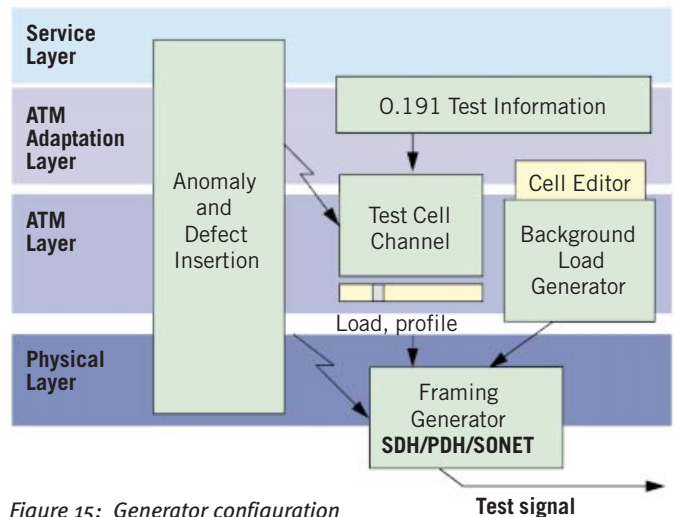 Service
Layer
ATM
Adaptation
Layer
ATM
Layer
Physical
Layer
Anomaly
and
Defect
Insertion
O.191 Test Information
Test Cell
Channel
Load, profile
Cell Editor
Background
Load
Generator
Framing
Generator
SDH/PDH/SONET
Test signal
Figure 15: Generator configuration